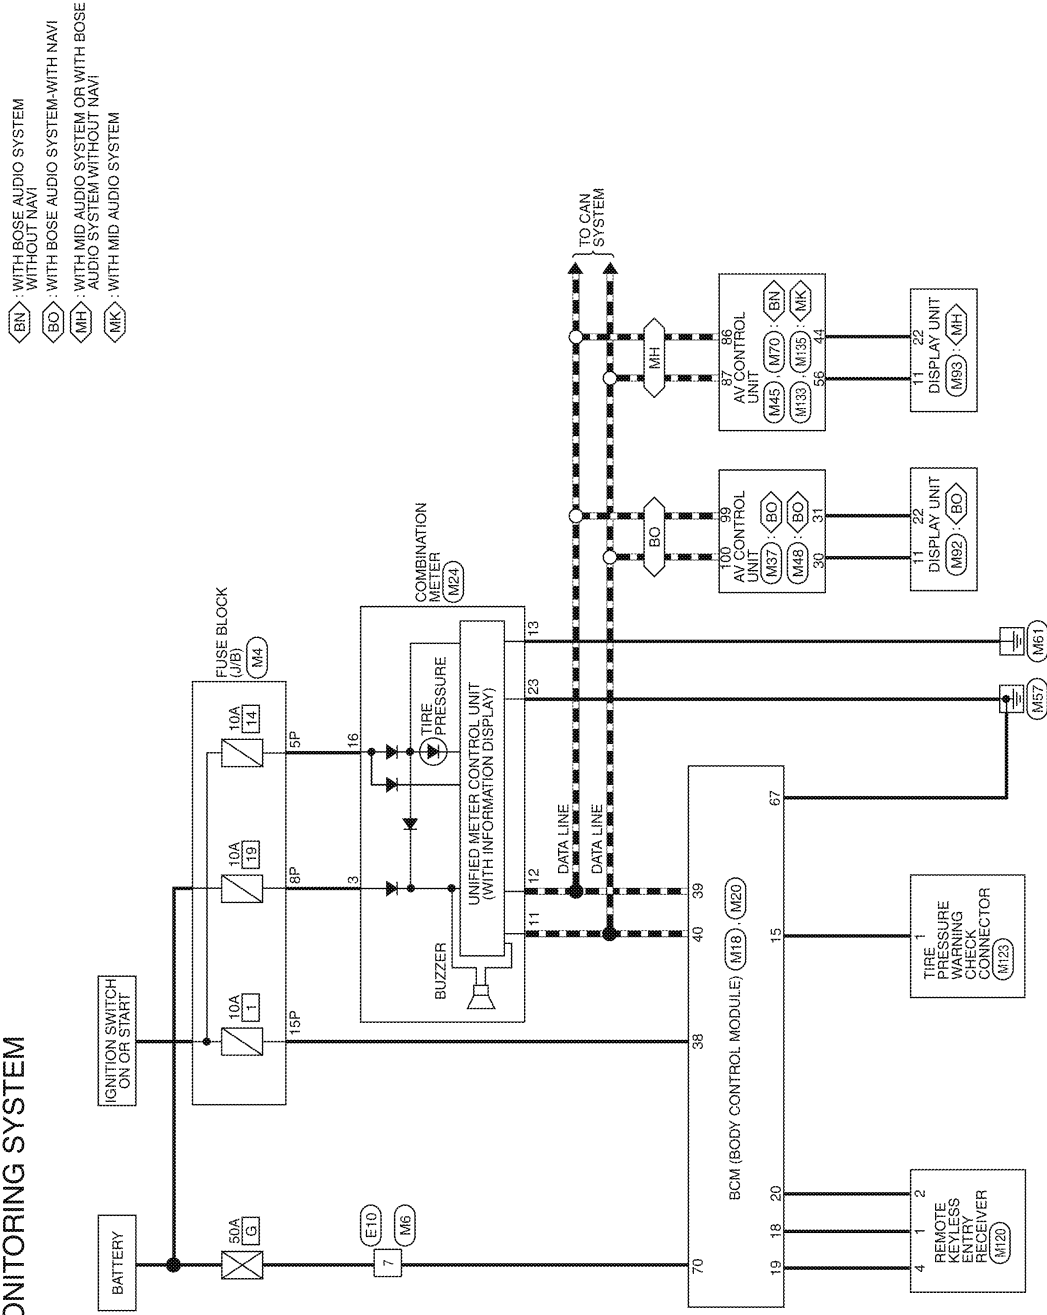 ONITORING SYSTEM
BN : WITH BOSE AUDIO SYSTEM
WITHOUT NAVI
BO : WITH BOSE AUDIO SYSTEM-WITH NAVI
MH : WITH MID AUDIO SYSTEM OR WITH BOSE
AUDIO SYSTEM WITHOUT NAVI
MK : WITH MID AUDIO SYSTEM
BATTERY
IGNITION SWITCH
ON OR START
50A
G
10A
1
10A
19
10A
14
FUSE BLOCK
(J/B)
M4
15P
8P
5P
7
E10
M6
3
16
COMBINATION
METER
M24
TIRE
PRESSURE
BUZZER
UNIFIED METER CONTROL UNIT
(WITH INFORMATION DISPLAY)
11
12
23
13
DATA LINE
DATA LINE
TO CAN
SYSTEM
BO
MH
70
38
40
39
BCM (BODY CONTROL MODULE) M18 , M20
19
18
20
15
67
100
99
AV CONTROL
UNIT
M37 : BO
M48 : BO
30
31
87
86
AV CONTROL
UNIT
M45 , M70 : BN
M133 , M135 : MK
56
44
4
1
2
REMOTE
KEYLESS
ENTRY
RECEIVER
M120
1
TIRE
PRESSURE
WARNING
CHECK
CONNECTOR
M123
11
22
DISPLAY UNIT
M92 : BO
11
22
DISPLAY UNIT
M93 : MH
M57
M61